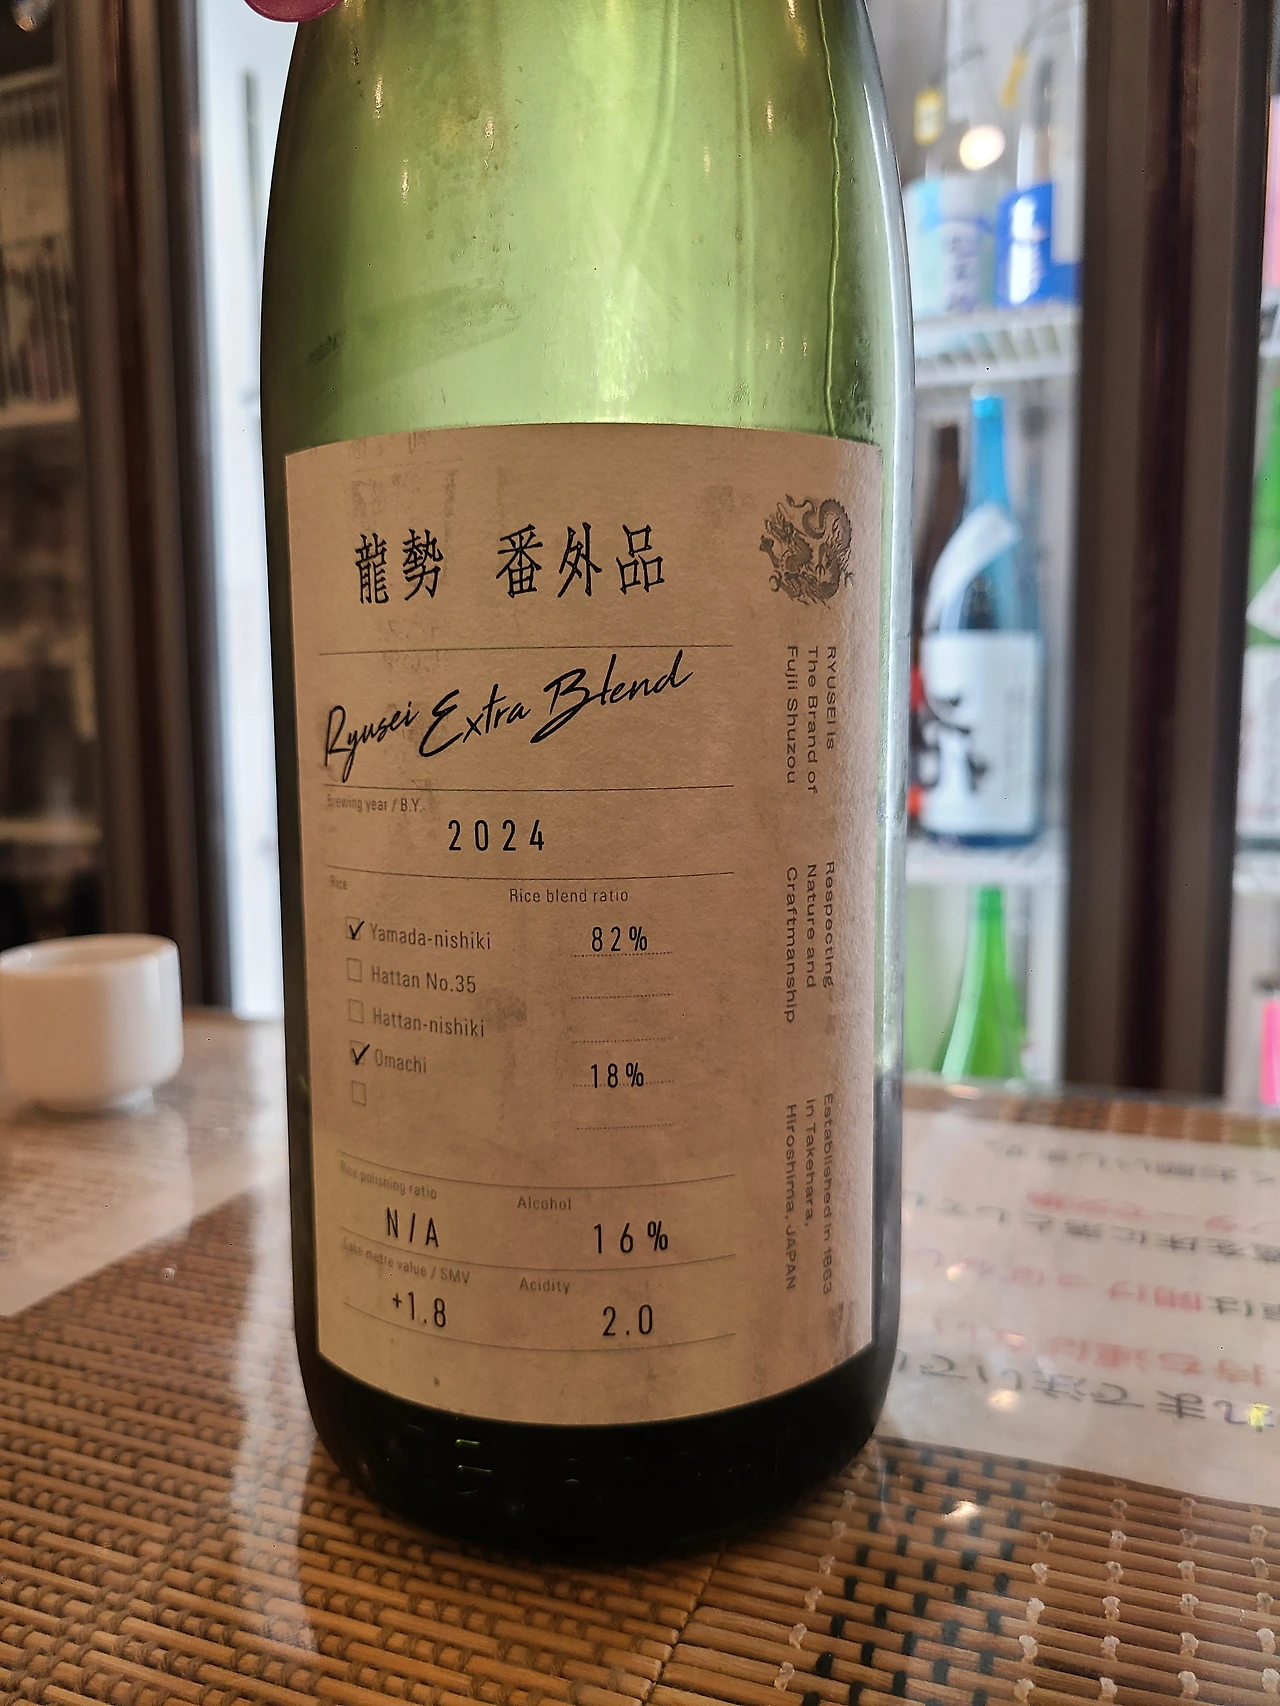 龍勢 番外品
Ryusei Extra Blend
Brewing year / B.Y.
2024
Rice
Rice blend ratio
Yamada-nishiki 82%
Hattan No.35
Hattan-nishiki
Omachi 18%
Rice polishing ratio
N/A
Alcohol
16%
Sake metre value / SMV
+1.8
Acidity
2.0
RYUSEI is
The Brand of
Fujii Shuzou
Respecting
Nature and
Craftmanship
Established in 1863
in Takehara,
Hiroshima, JAPAN